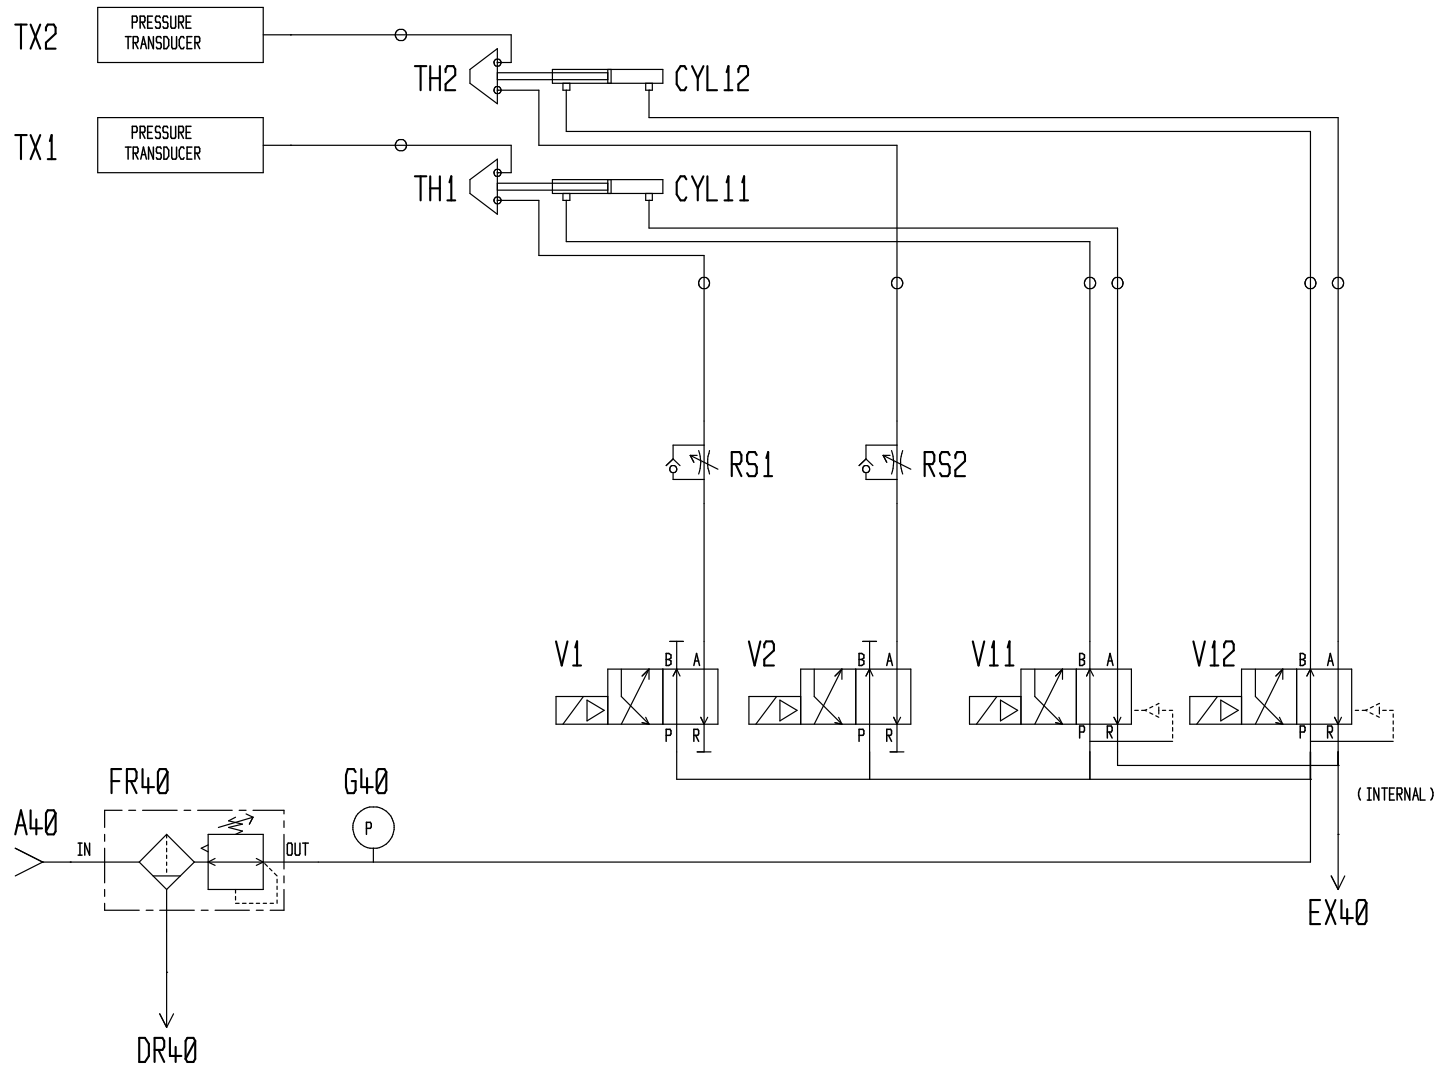 TX2
PRESSURE
TRANSDUCER
TH2
CYL12
TX1
PRESSURE
TRANSDUCER
TH1
CYL11
RS1
RS2
V1
B A
P R
V2
B A
P R
V11
B A
P R
V12
B A
P R
(INTERNAL)
FR40
G40
P
A40
IN
OUT
EX40
DR40